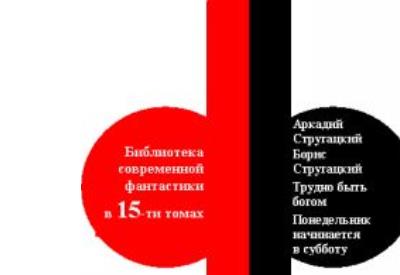 Библиотека
современной
фантастики
в 15-ти томах
Аркадий
Стругацкий
Борис
Стругацкий
Трудно быть
богом
Понедельник
начинается
в субботу